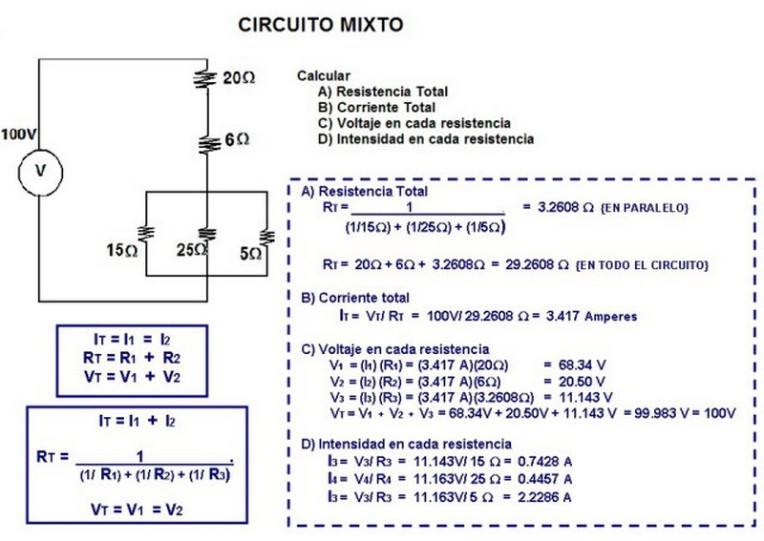 CIRCUITO MIXTO
20Ω
6Ω
100V
V
15Ω
25Ω
5Ω
Calcular
A) Resistencia Total
B) Corriente Total
C) Voltaje en cada resistencia
D) Intensidad en cada resistencia
IT = I1 = I2
RT = R1 + R2
VT = V1 + V2
IT = I1 + I2
RT = 1 .
(1/ R1) + (1/ R2) + (1/ R3)
VT = V1 = V2
A) Resistencia Total
RT = 1 = 3.2608 Ω {EN PARALELO}
(1/15Ω) + (1/25Ω) + (1/5Ω)
RT = 20Ω + 6Ω + 3.2608Ω = 29.2608 Ω {EN TODO EL CIRCUITO}
B) Corriente total
IT = VT/ RT = 100V/ 29.2608 Ω = 3.417 Amperes
C) Voltaje en cada resistencia
V1 = (I1) (R1) = (3.417 A)(20Ω) = 68.34 V
V2 = (I2) (R2) = (3.417 A)(6Ω) = 20.50 V
V3 = (I3) (R3) = (3.417 A)(3.2608Ω) = 11.143 V
VT = V1 + V2 + V3 = 68.34V + 20.50V + 11.143 V = 99.983 V = 100V
D) Intensidad en cada resistencia
I3 = V3/ R3 = 11.143V/ 15 Ω = 0.7428 A
I4 = V4/ R4 = 11.163V/ 25 Ω = 0.4457 A
I3 = V3/ R3 = 11.163V/ 5 Ω = 2.2286 A